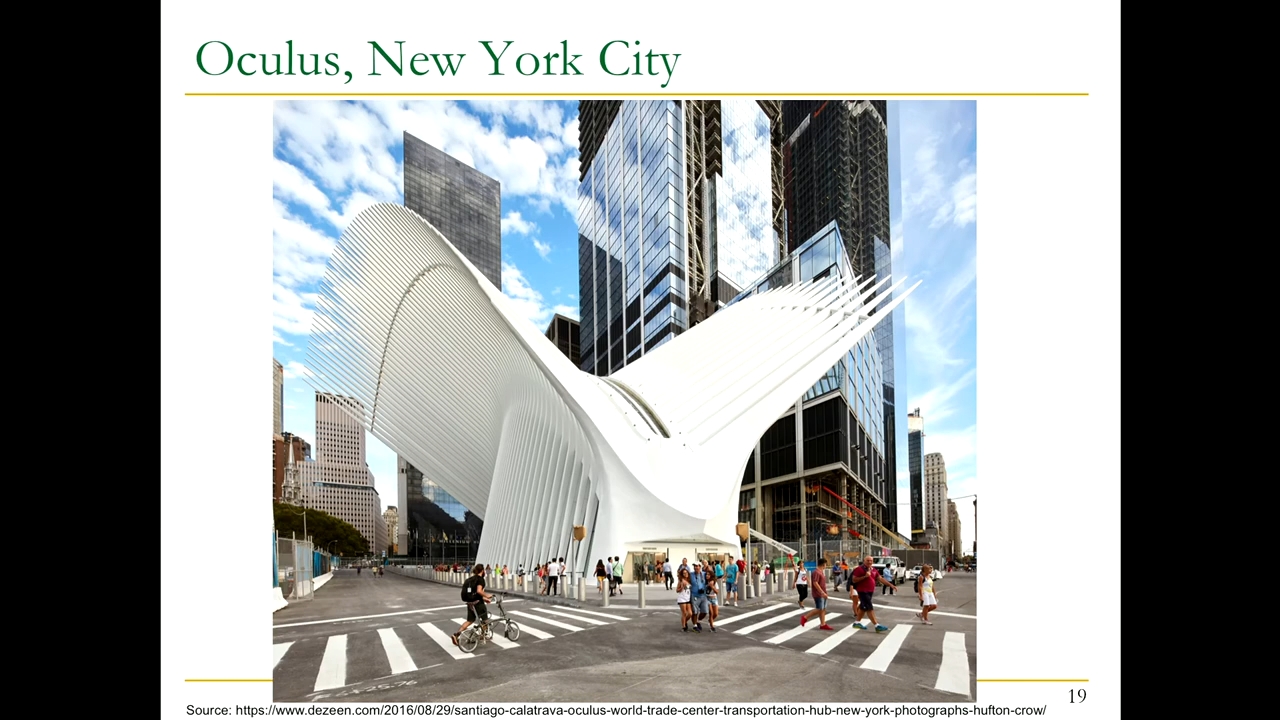 Oculus, New York City
19
Source: https://www.dezeen.com/2016/08/29/santiago-calatrava-oculus-world-trade-center-transportation-hub-new-york-photographs-hufton-crow/